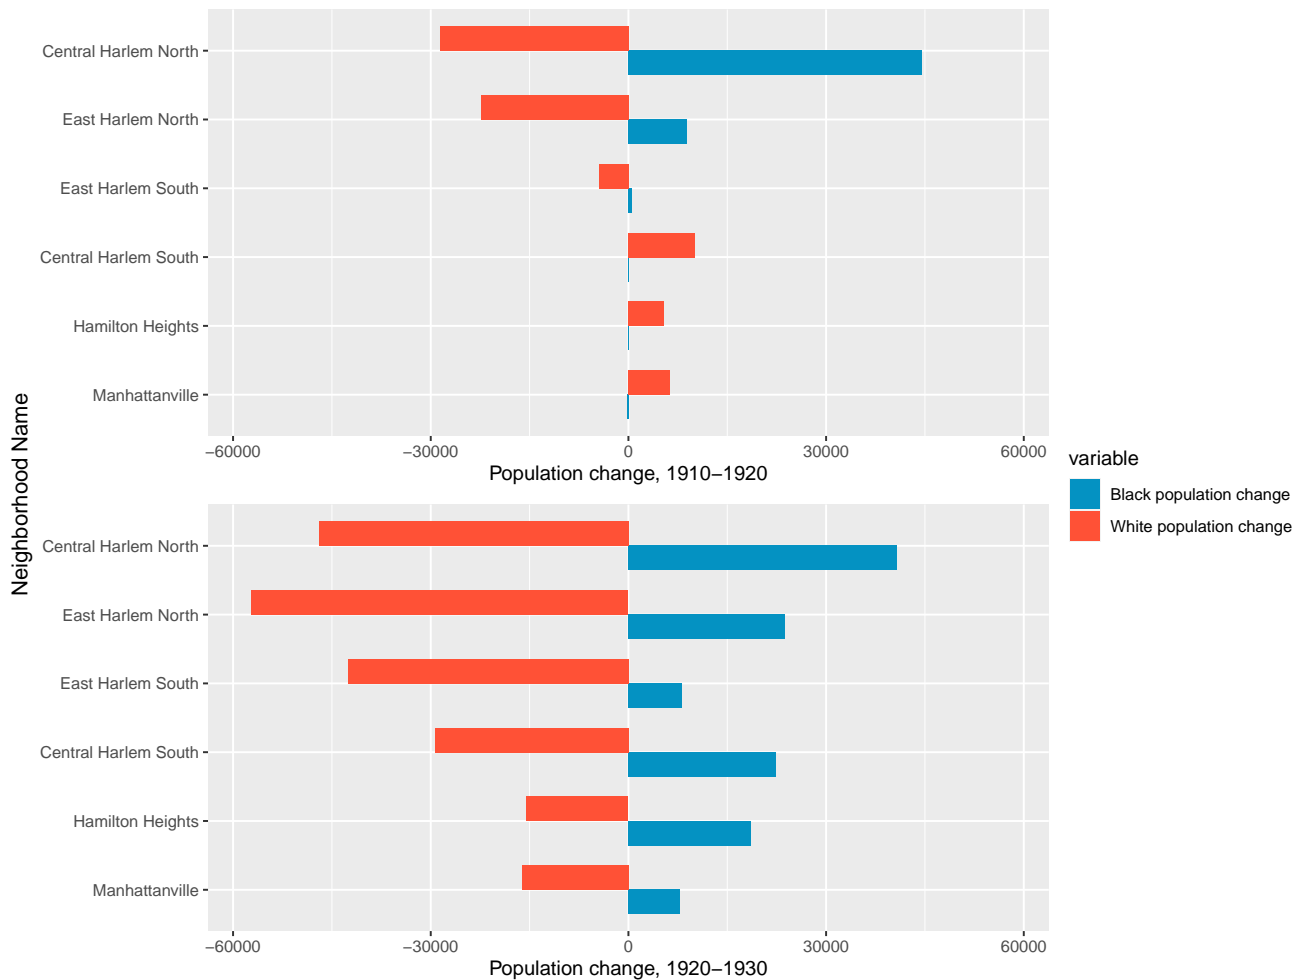 Central Harlem North
East Harlem North
East Harlem South
Central Harlem South
Hamilton Heights
Manhattanville
−60000 −30000 0 30000 60000
Population change, 1910−1920
Neighborhood Name
variable
Black population change
White population change
Central Harlem North
East Harlem North
East Harlem South
Central Harlem South
Hamilton Heights
Manhattanville
−60000 −30000 0 30000 60000
Population change, 1920−1930